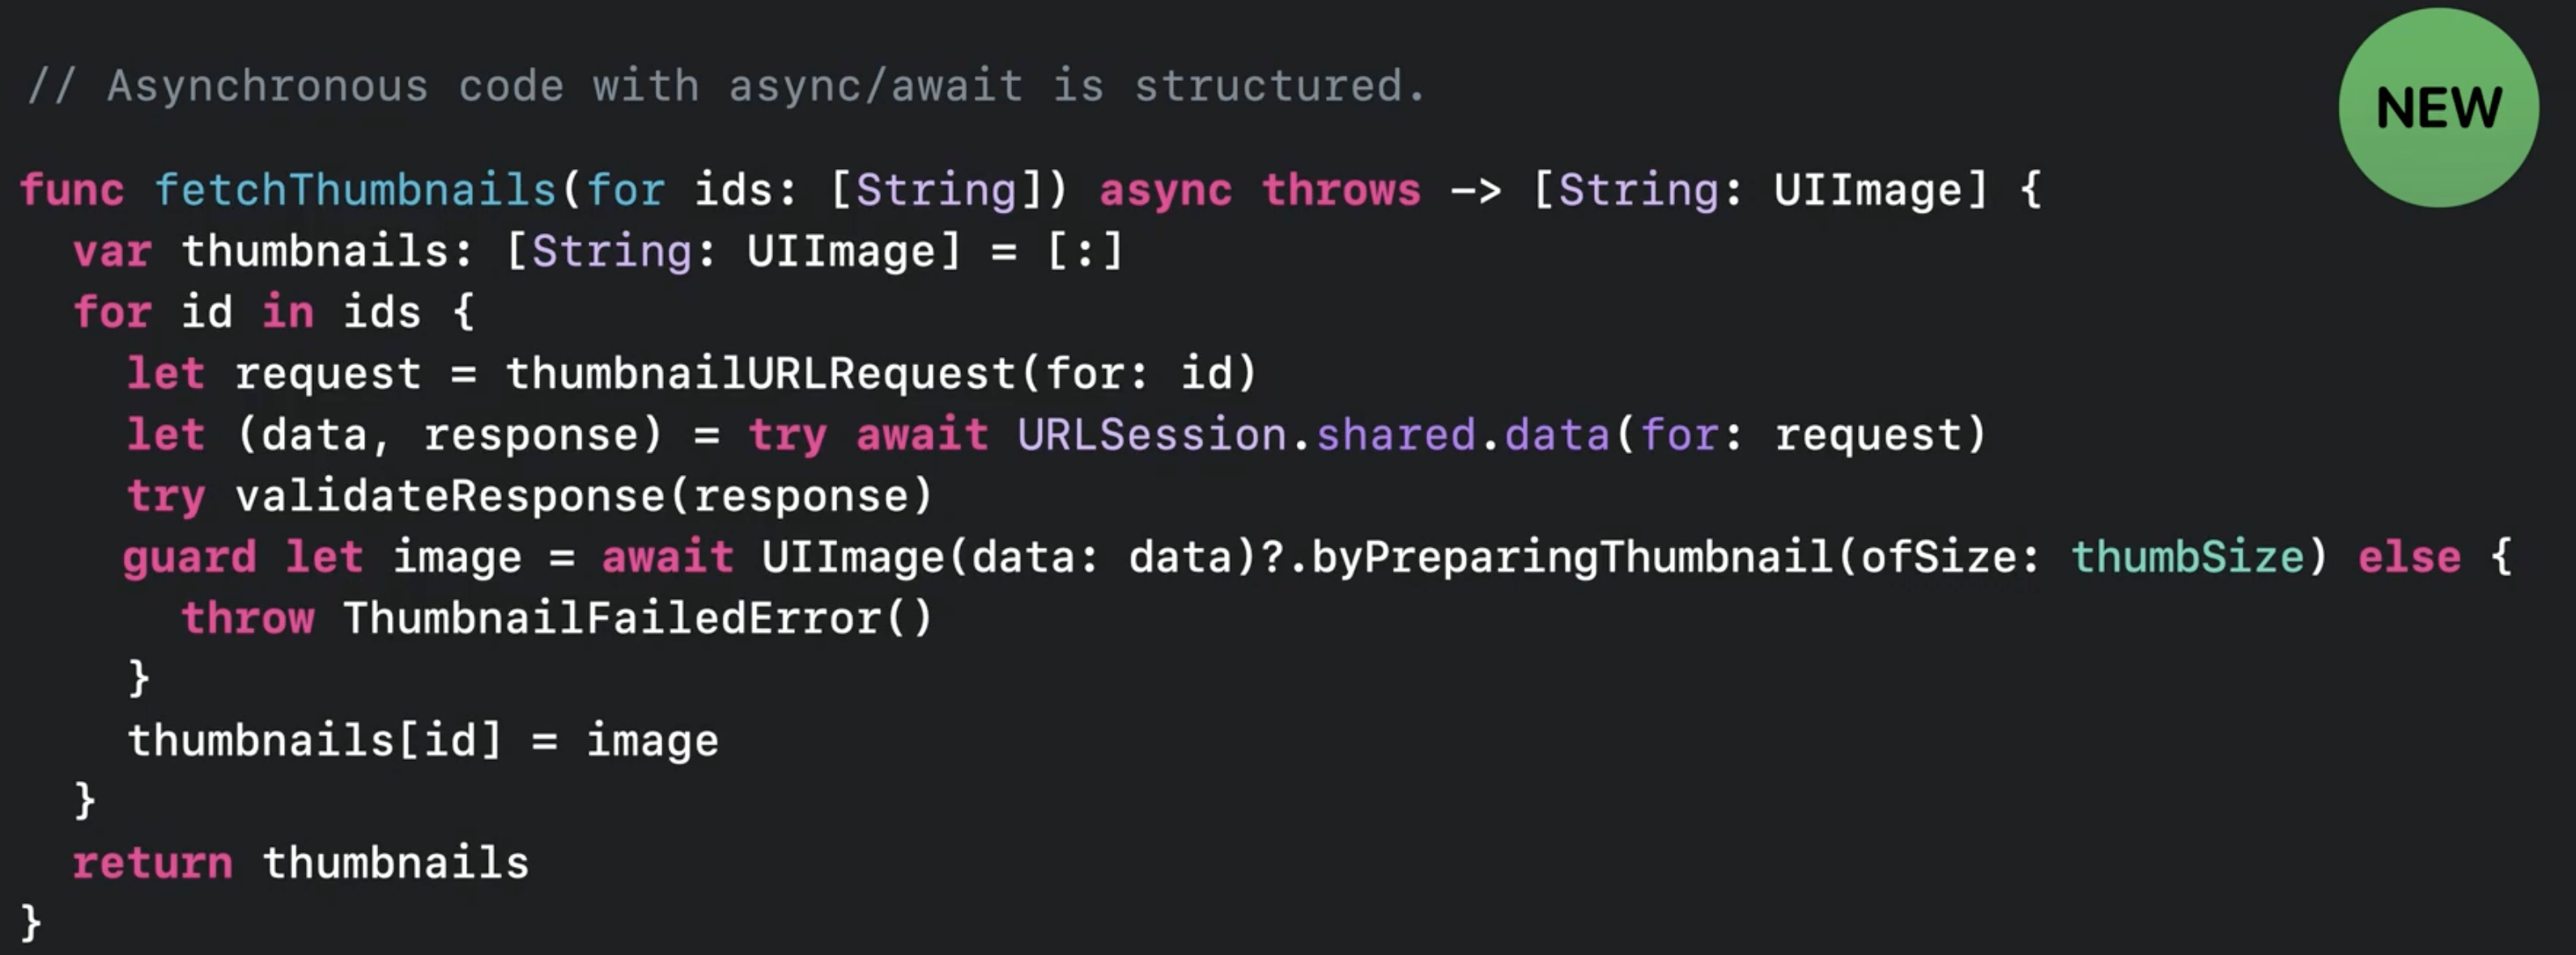 // Asynchronous code with async/await is structured.
NEW
func fetchThumbnails(for ids: [String]) async throws -> [String: UIImage] {
  var thumbnails: [String: UIImage] = [:]
  for id in ids {
    let request = thumbnailURLRequest(for: id)
    let (data, response) = try await URLSession.shared.data(for: request)
    try validateResponse(response)
    guard let image = await UIImage(data: data)?.byPreparingThumbnail(ofSize: thumbSize) else {
      throw ThumbnailFailedError()
    }
    thumbnails[id] = image
  }
  return thumbnails
}